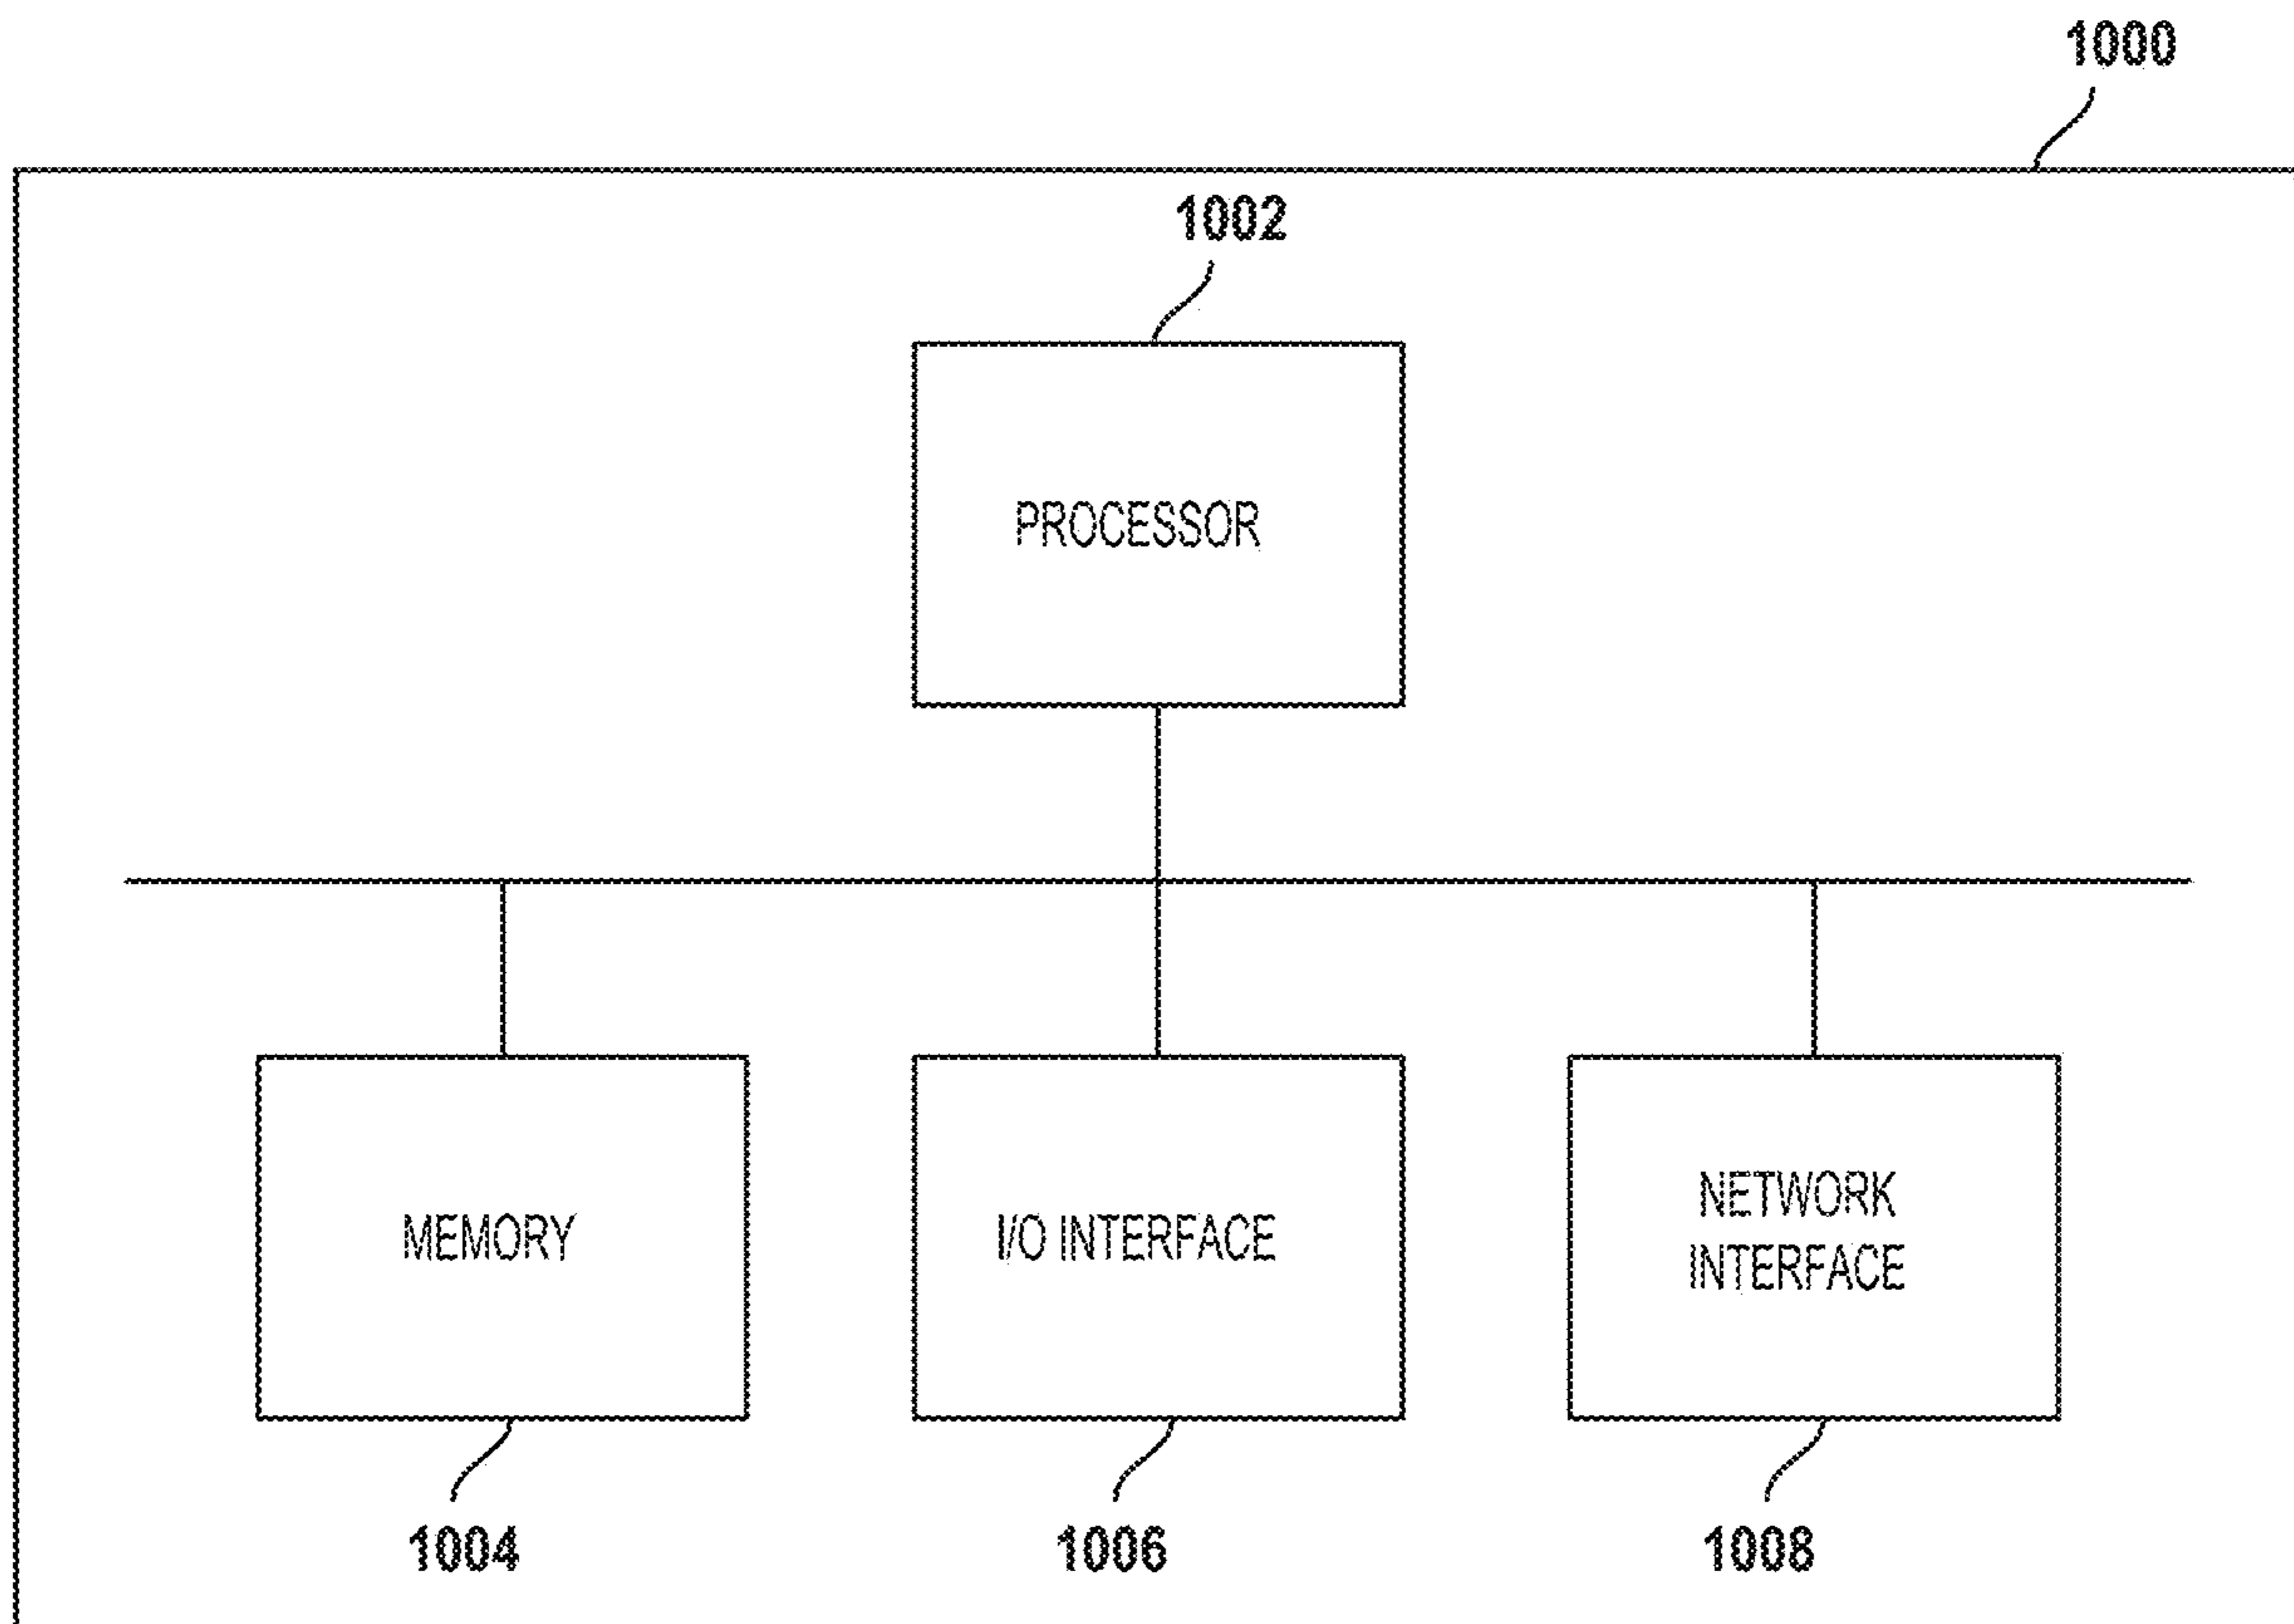 1000
1002
PROCESSOR
MEMORY
I/O INTERFACE
NETWORK
INTERFACE
1004
1006
1008